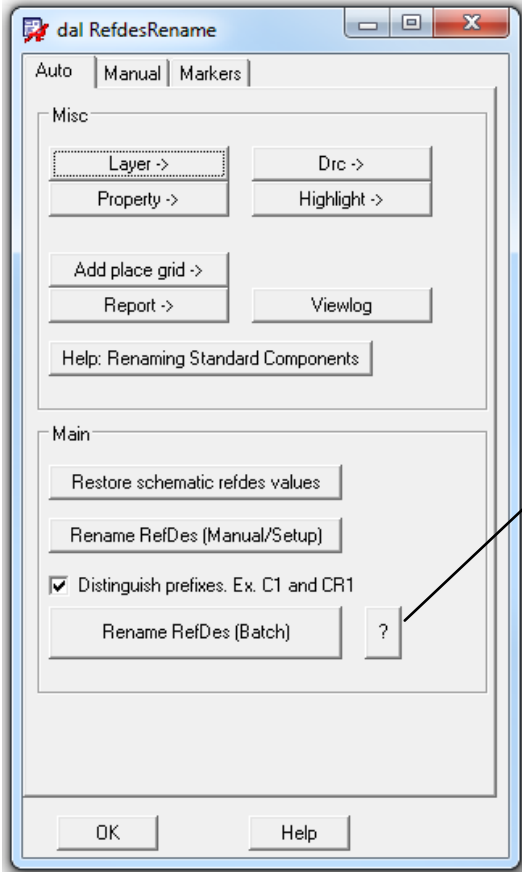 dal RefdesRename
Auto Manual Markers
Misc
Layer -> Drc ->
Property -> Highlight ->
Add place grid ->
Report -> Viewlog
Help: Renaming Standard Components
Main
Restore schematic refdes values
Rename RefDes (Manual/Setup)
Distinguish prefixes. Ex. C1 and CR1
Rename RefDes (Batch) ?
OK Help